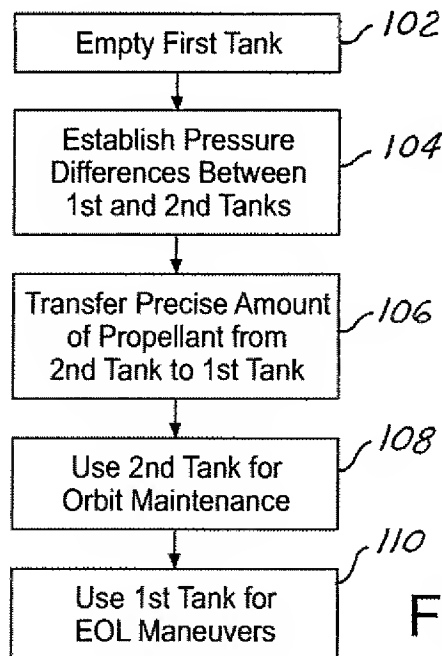 Empty First Tank
102
Establish Pressure
Differences Between
1st and 2nd Tanks
104
Transfer Precise Amount
of Propellant from
2nd Tank to 1st Tank
106
Use 2nd Tank for
Orbit Maintenance
108
Use 1st Tank for
EOL Maneuvers
110
F